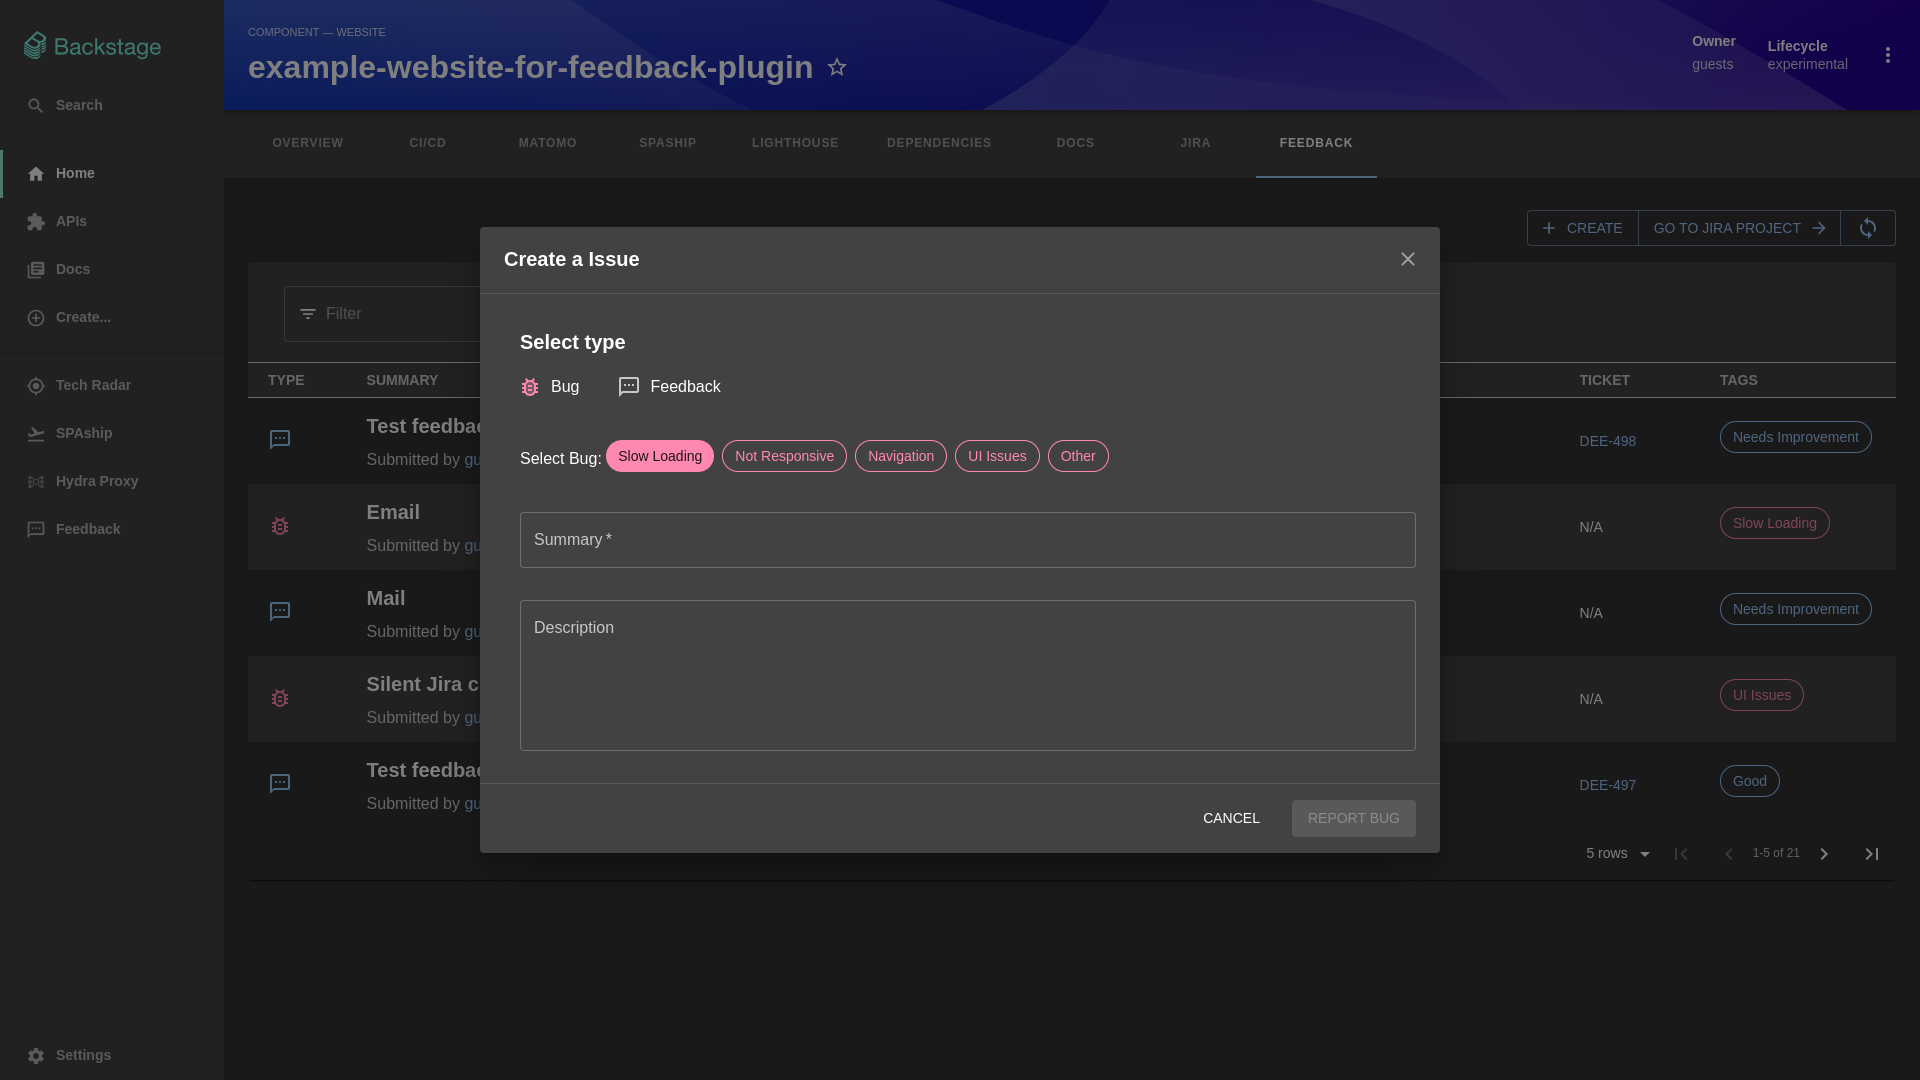 Backstage
Search
Home
APIs
Docs
Create...
Tech Radar
SPAship
Hydra Proxy
Feedback
Settings
COMPONENT — WEBSITE
example-website-for-feedback-plugin
Owner
guests
Lifecycle
experimental
OVERVIEW CI/CD MATOMO SPASHIP LIGHTHOUSE DEPENDENCIES DOCS JIRA FEEDBACK
CREATE GO TO JIRA PROJECT
Filter
TYPE SUMMARY TICKET TAGS
Test feedbac
Submitted by gu
DEE-498 Needs Improvement
Email
Submitted by gu
N/A Slow Loading
Mail
Submitted by gu
N/A Needs Improvement
Silent Jira c
Submitted by gu
N/A UI Issues
Test feedbac
Submitted by gu
DEE-497 Good
5 rows 1-5 of 21
Create a Issue
Select type
Bug Feedback
Select Bug: Slow Loading Not Responsive Navigation UI Issues Other
Summary *
Description
CANCEL REPORT BUG